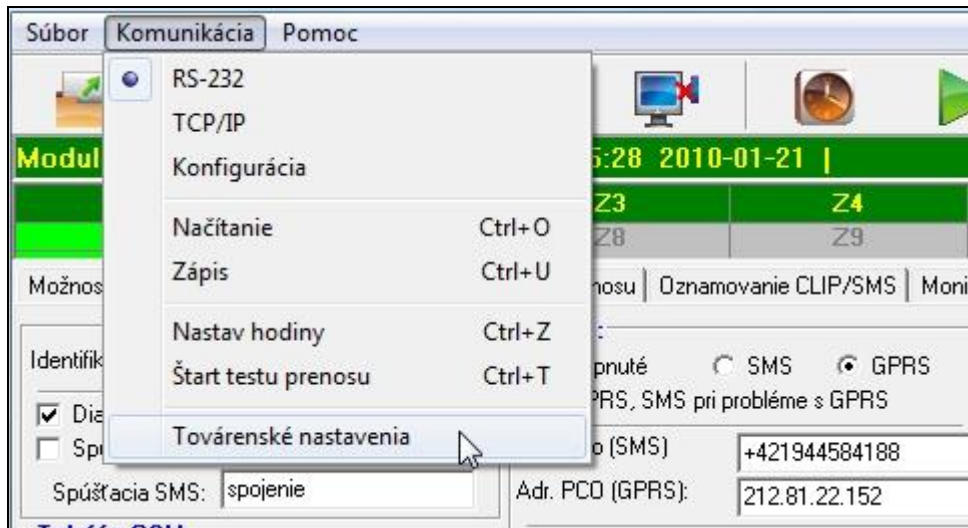 Súbor Komunikácia Pomoc
RS-232
TCP/IP
Konfigurácia
Načítanie Ctrl+O
Zápis Ctrl+U
Nastav hodiny Ctrl+Z
Štart testu prenosu Ctrl+T
Továrenské nastavenia
Modul 5:28 2010-01-21 |
Z3 Z4
Z8 Z9
Možnos nosu Oznamovanie CLIP/SMS Moni
Identifik pnuté SMS GPRS
Dia PRS, SMS pri probléme s GPRS
Spú o (SMS) +421944584188
Spúšťacia SMS: spojenie Adr. PCO (GPRS): 212.81.22.152